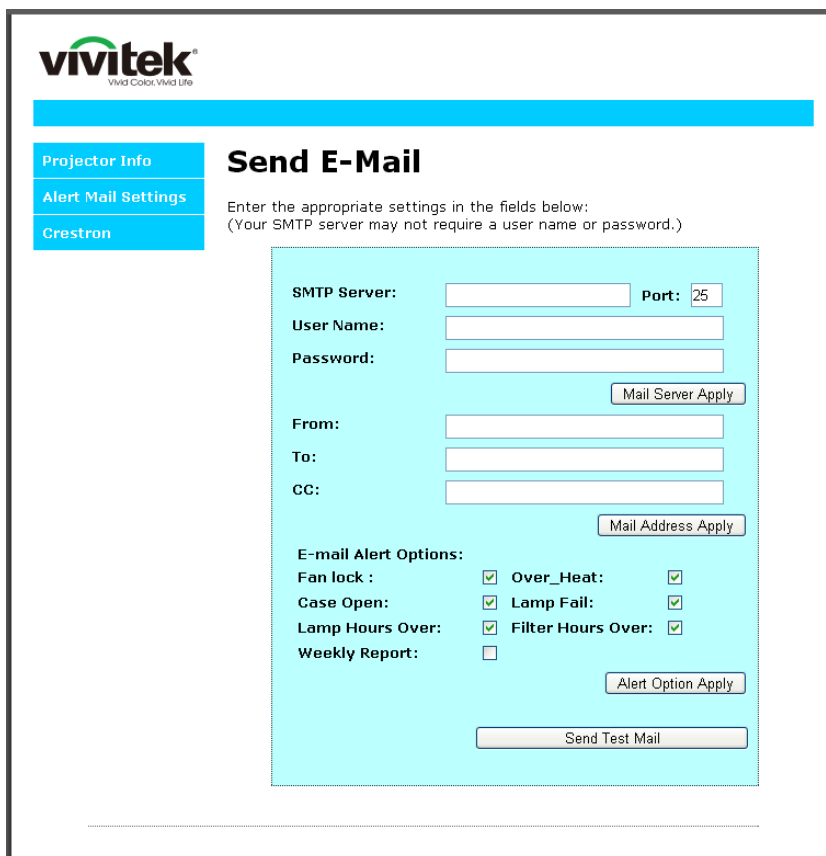 vivitek®
Vivid Color, Vivid Life
Projector Info
Alert Mail Settings
Crestron
Send E-Mail
Enter the appropriate settings in the fields below:
(Your SMTP server may not require a user name or password.)
SMTP Server: Port: 25
User Name:
Password:
Mail Server Apply
From:
To:
CC:
Mail Address Apply
E-mail Alert Options:
Fan lock : Over_Heat:
Case Open: Lamp Fail:
Lamp Hours Over: Filter Hours Over:
Weekly Report:
Alert Option Apply
Send Test Mail